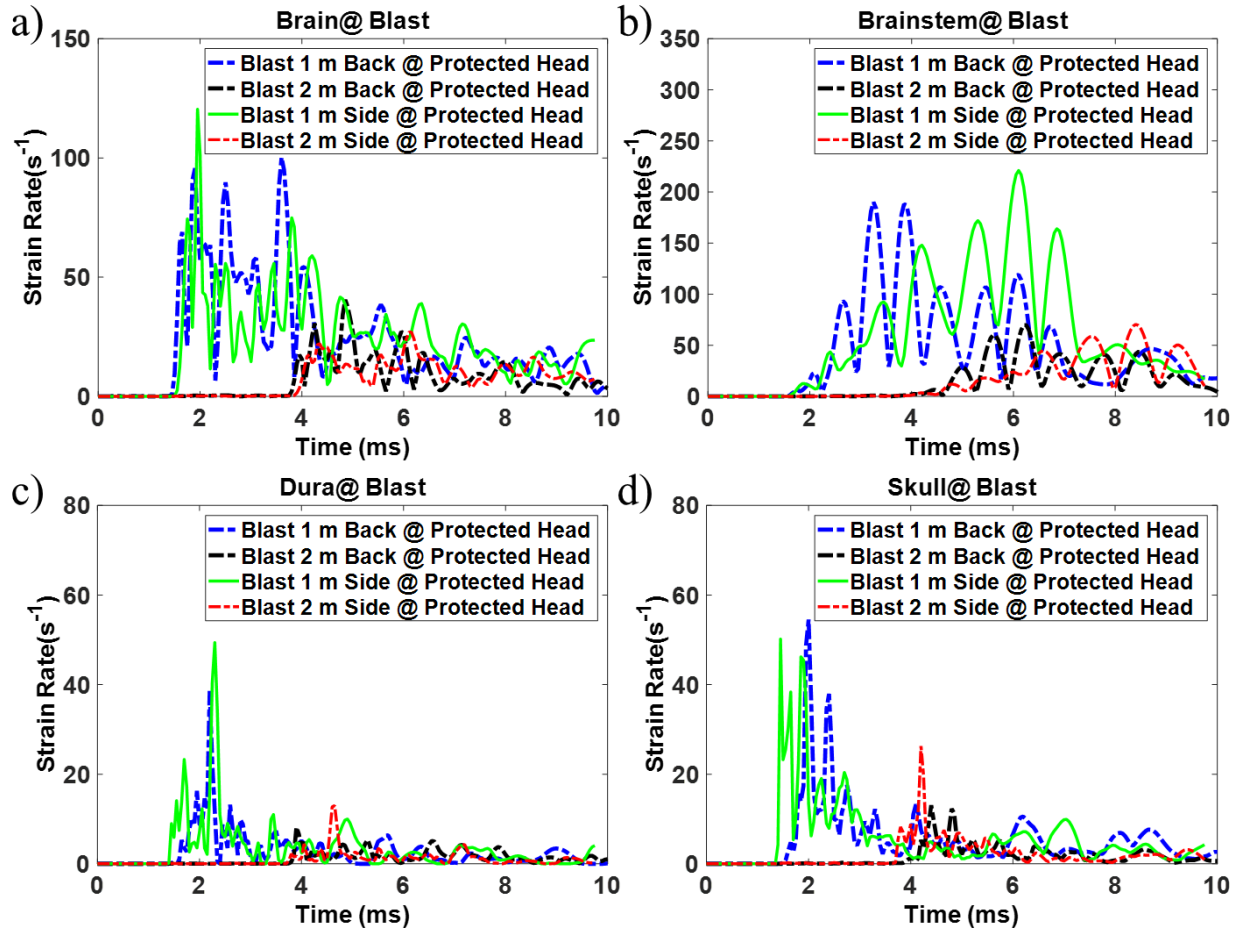 a)
Brain@ Blast
150
100
50
0
Strain Rate(s⁻¹)
Blast 1 m Back @ Protected Head
Blast 2 m Back @ Protected Head
Blast 1 m Side @ Protected Head
Blast 2 m Side @ Protected Head
0 2 4 6 8 10
Time (ms)
b)
Brainstem@ Blast
350
300
250
200
150
100
50
0
Strain Rate(s⁻¹)
Blast 1 m Back @ Protected Head
Blast 2 m Back @ Protected Head
Blast 1 m Side @ Protected Head
Blast 2 m Side @ Protected Head
0 2 4 6 8 10
Time (ms)
c)
Dura@ Blast
80
60
40
20
0
Strain Rate(s⁻¹)
Blast 1 m Back @ Protected Head
Blast 2 m Back @ Protected Head
Blast 1 m Side @ Protected Head
Blast 2 m Side @ Protected Head
0 2 4 6 8 10
Time (ms)
d)
Skull@ Blast
80
60
40
20
0
Strain Rate(s⁻¹)
Blast 1 m Back @ Protected Head
Blast 2 m Back @ Protected Head
Blast 1 m Side @ Protected Head
Blast 2 m Side @ Protected Head
0 2 4 6 8 10
Time (ms)